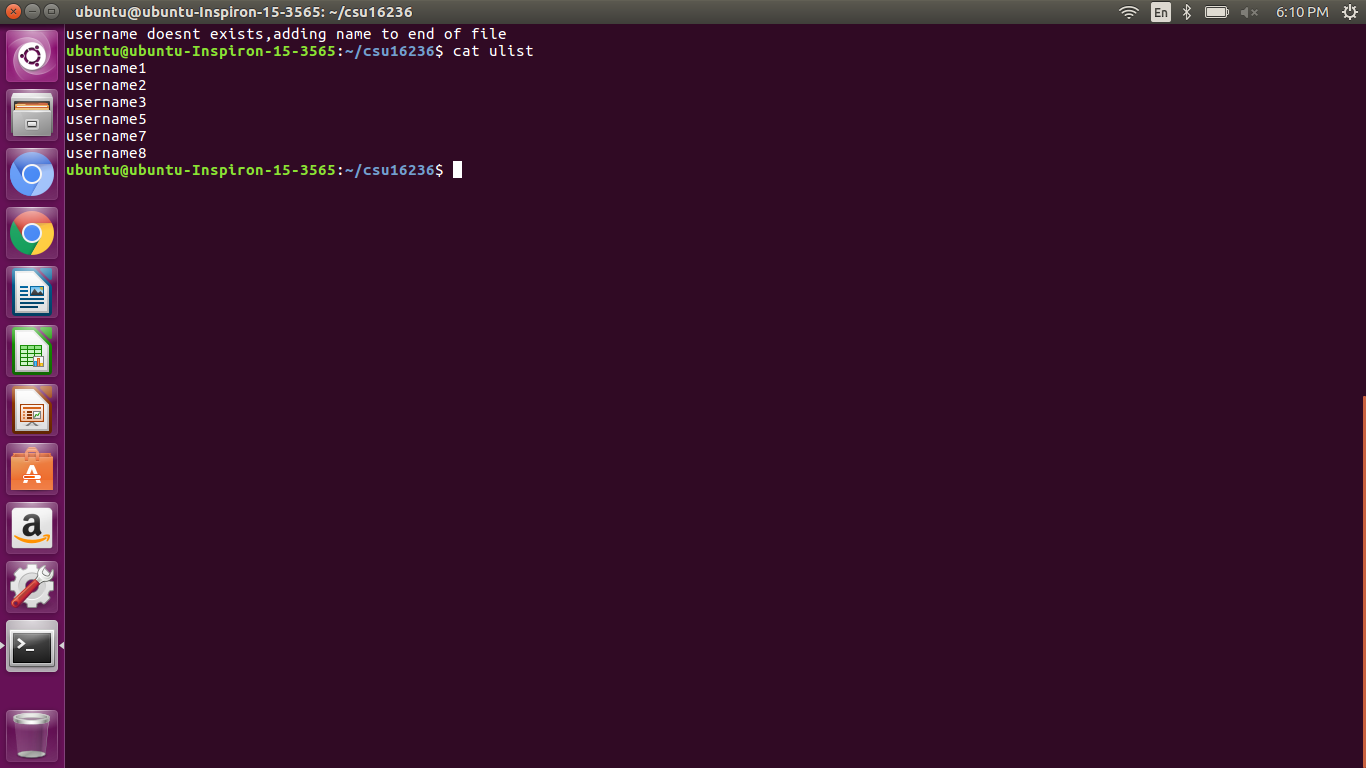 ubuntu@ubuntu-Inspiron-15-3565: ~/csu16236
En
6:10 PM
username doesnt exists,adding name to end of file
ubuntu@ubuntu-Inspiron-15-3565:~/csu16236$ cat ulist
username1
username2
username3
username5
username7
username8
ubuntu@ubuntu-Inspiron-15-3565:~/csu16236$